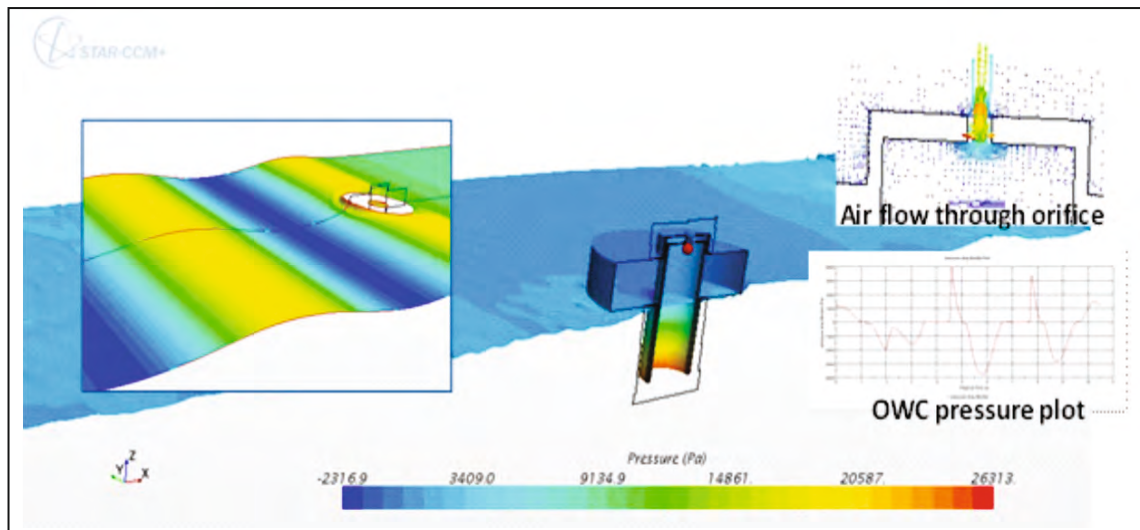 STAR-CCM+
Air flow through orifice
OWC pressure plot
Z
Y
X
Pressure (Pa)
-2316.9 3409.0 9134.9 14861. 20587. 26313.